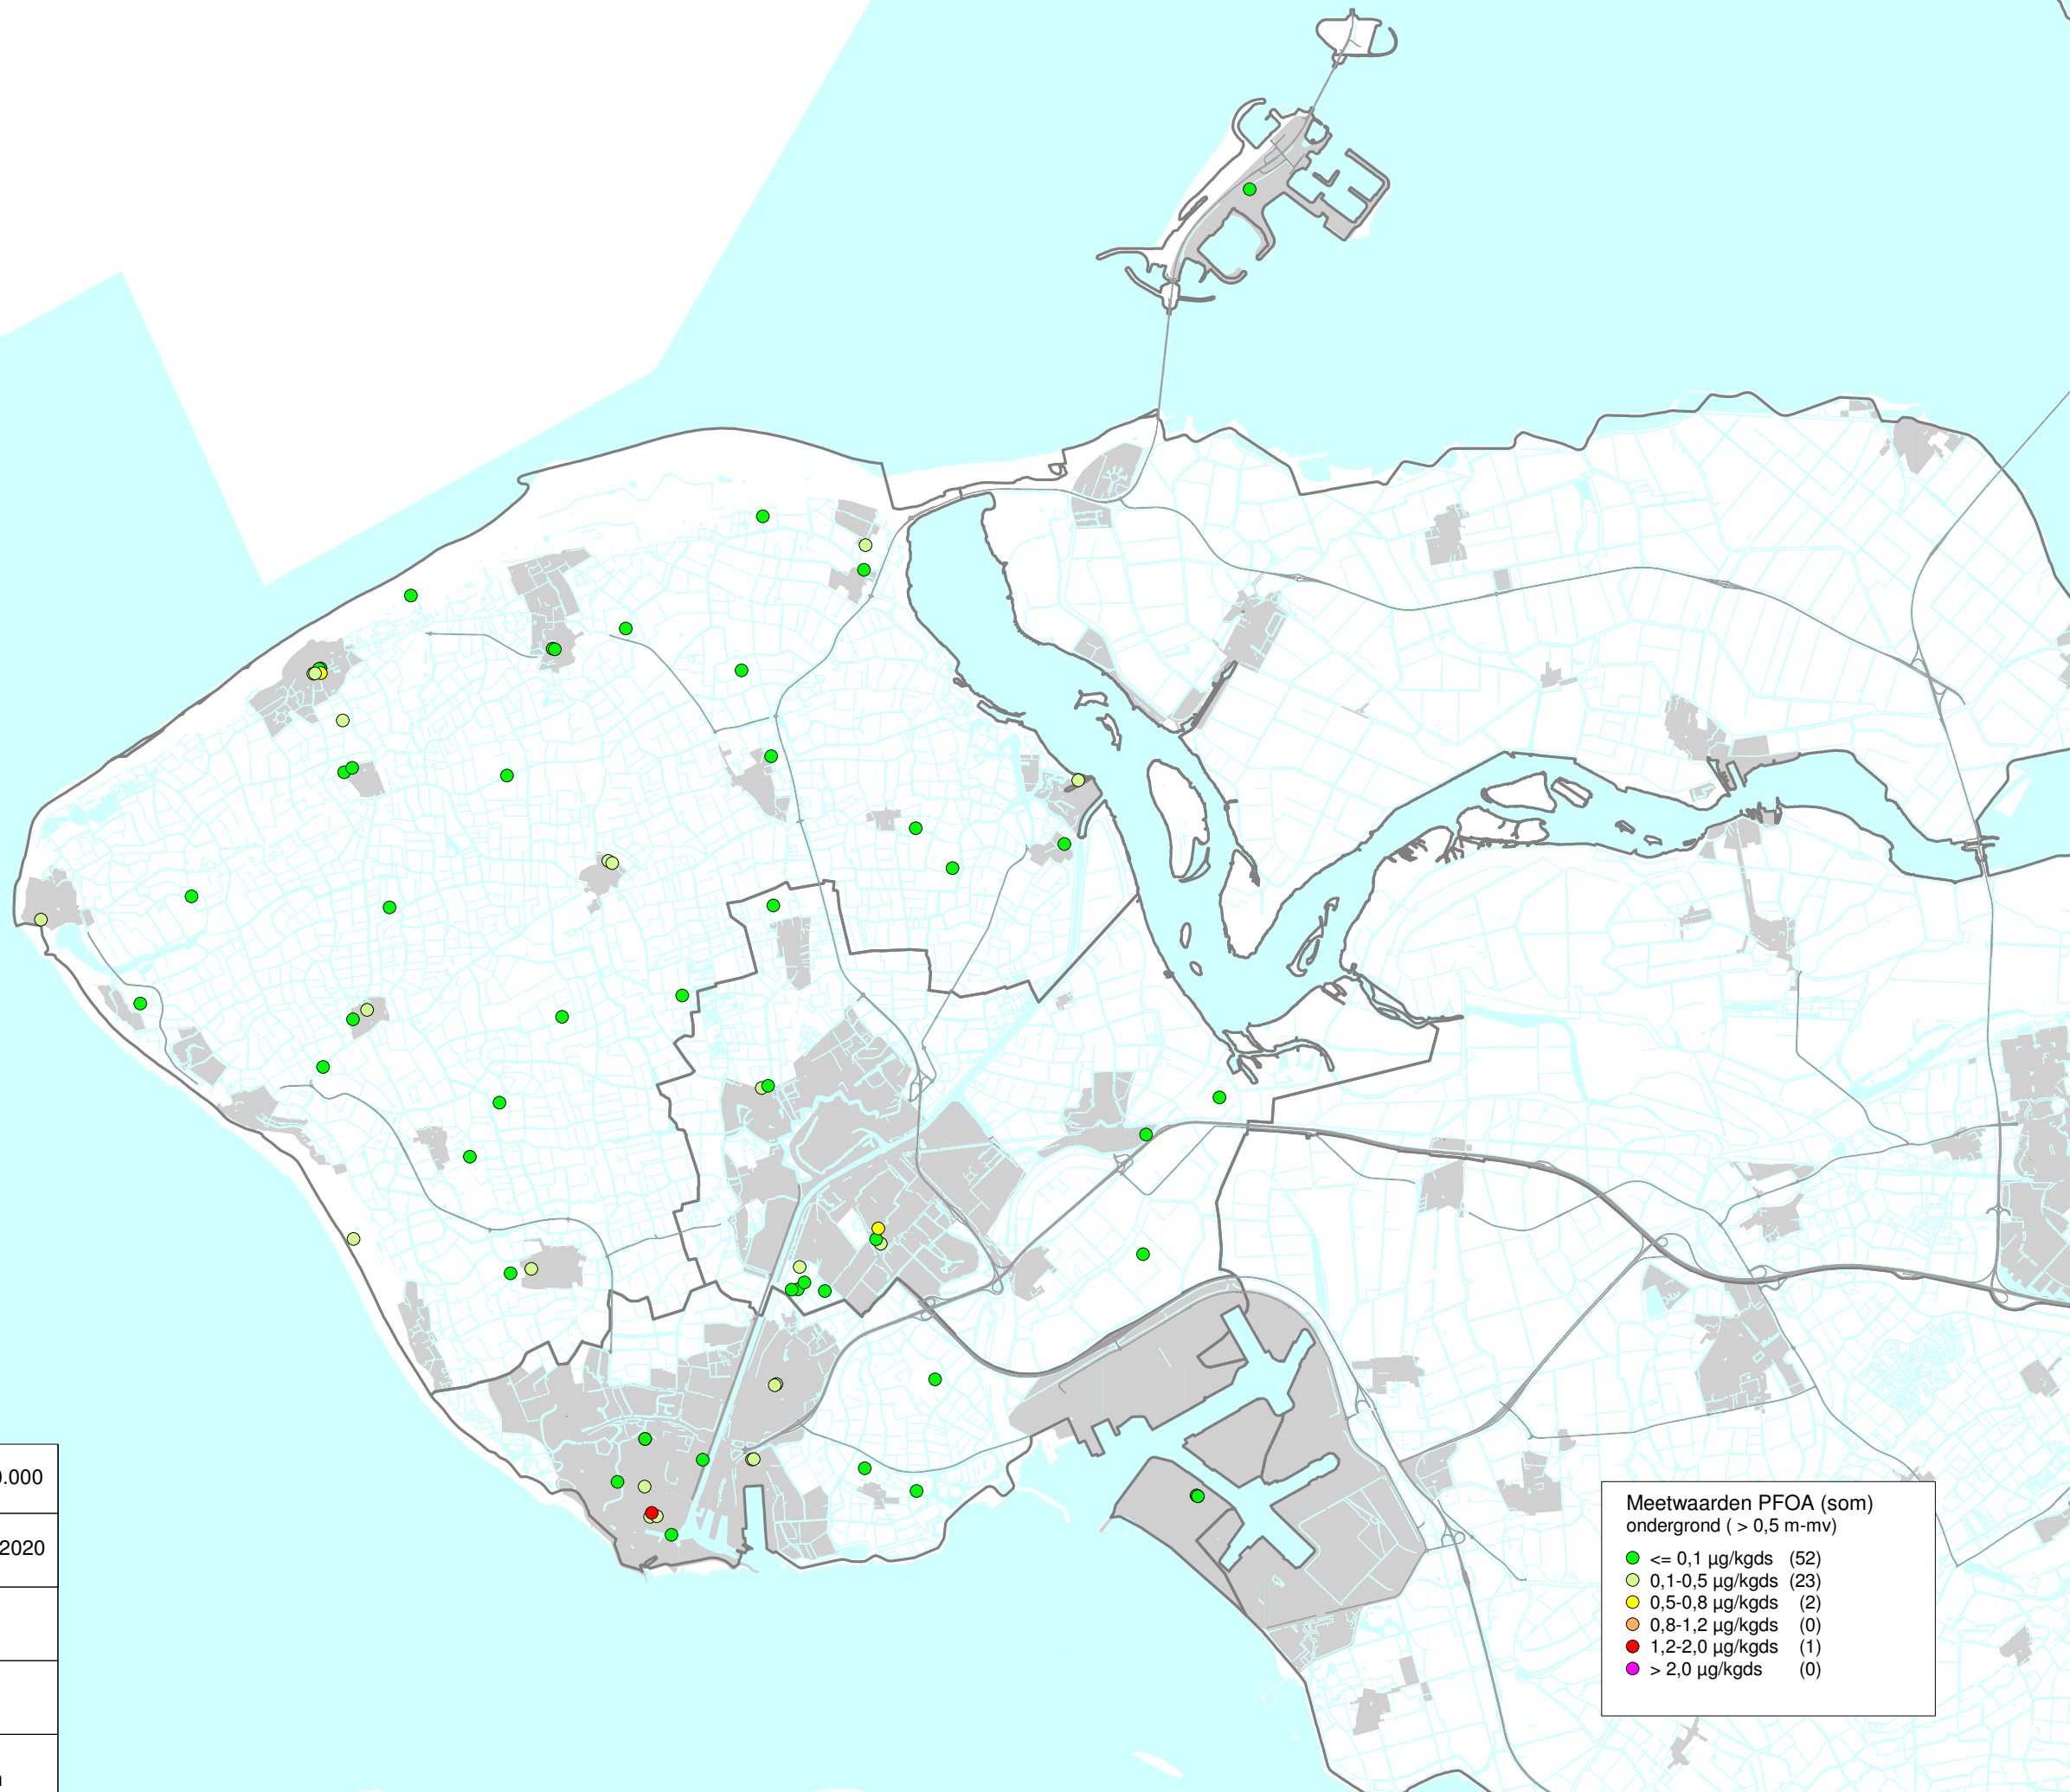 Meetwaarden PFOA (som)
ondergrond ( > 0,5 m-mv)
<= 0,1 µg/kgds (52)
0,1-0,5 µg/kgds (23)
0,5-0,8 µg/kgds (2)
0,8-1,2 µg/kgds (0)
1,2-2,0 µg/kgds (1)
> 2,0 µg/kgds (0)
.000
2020